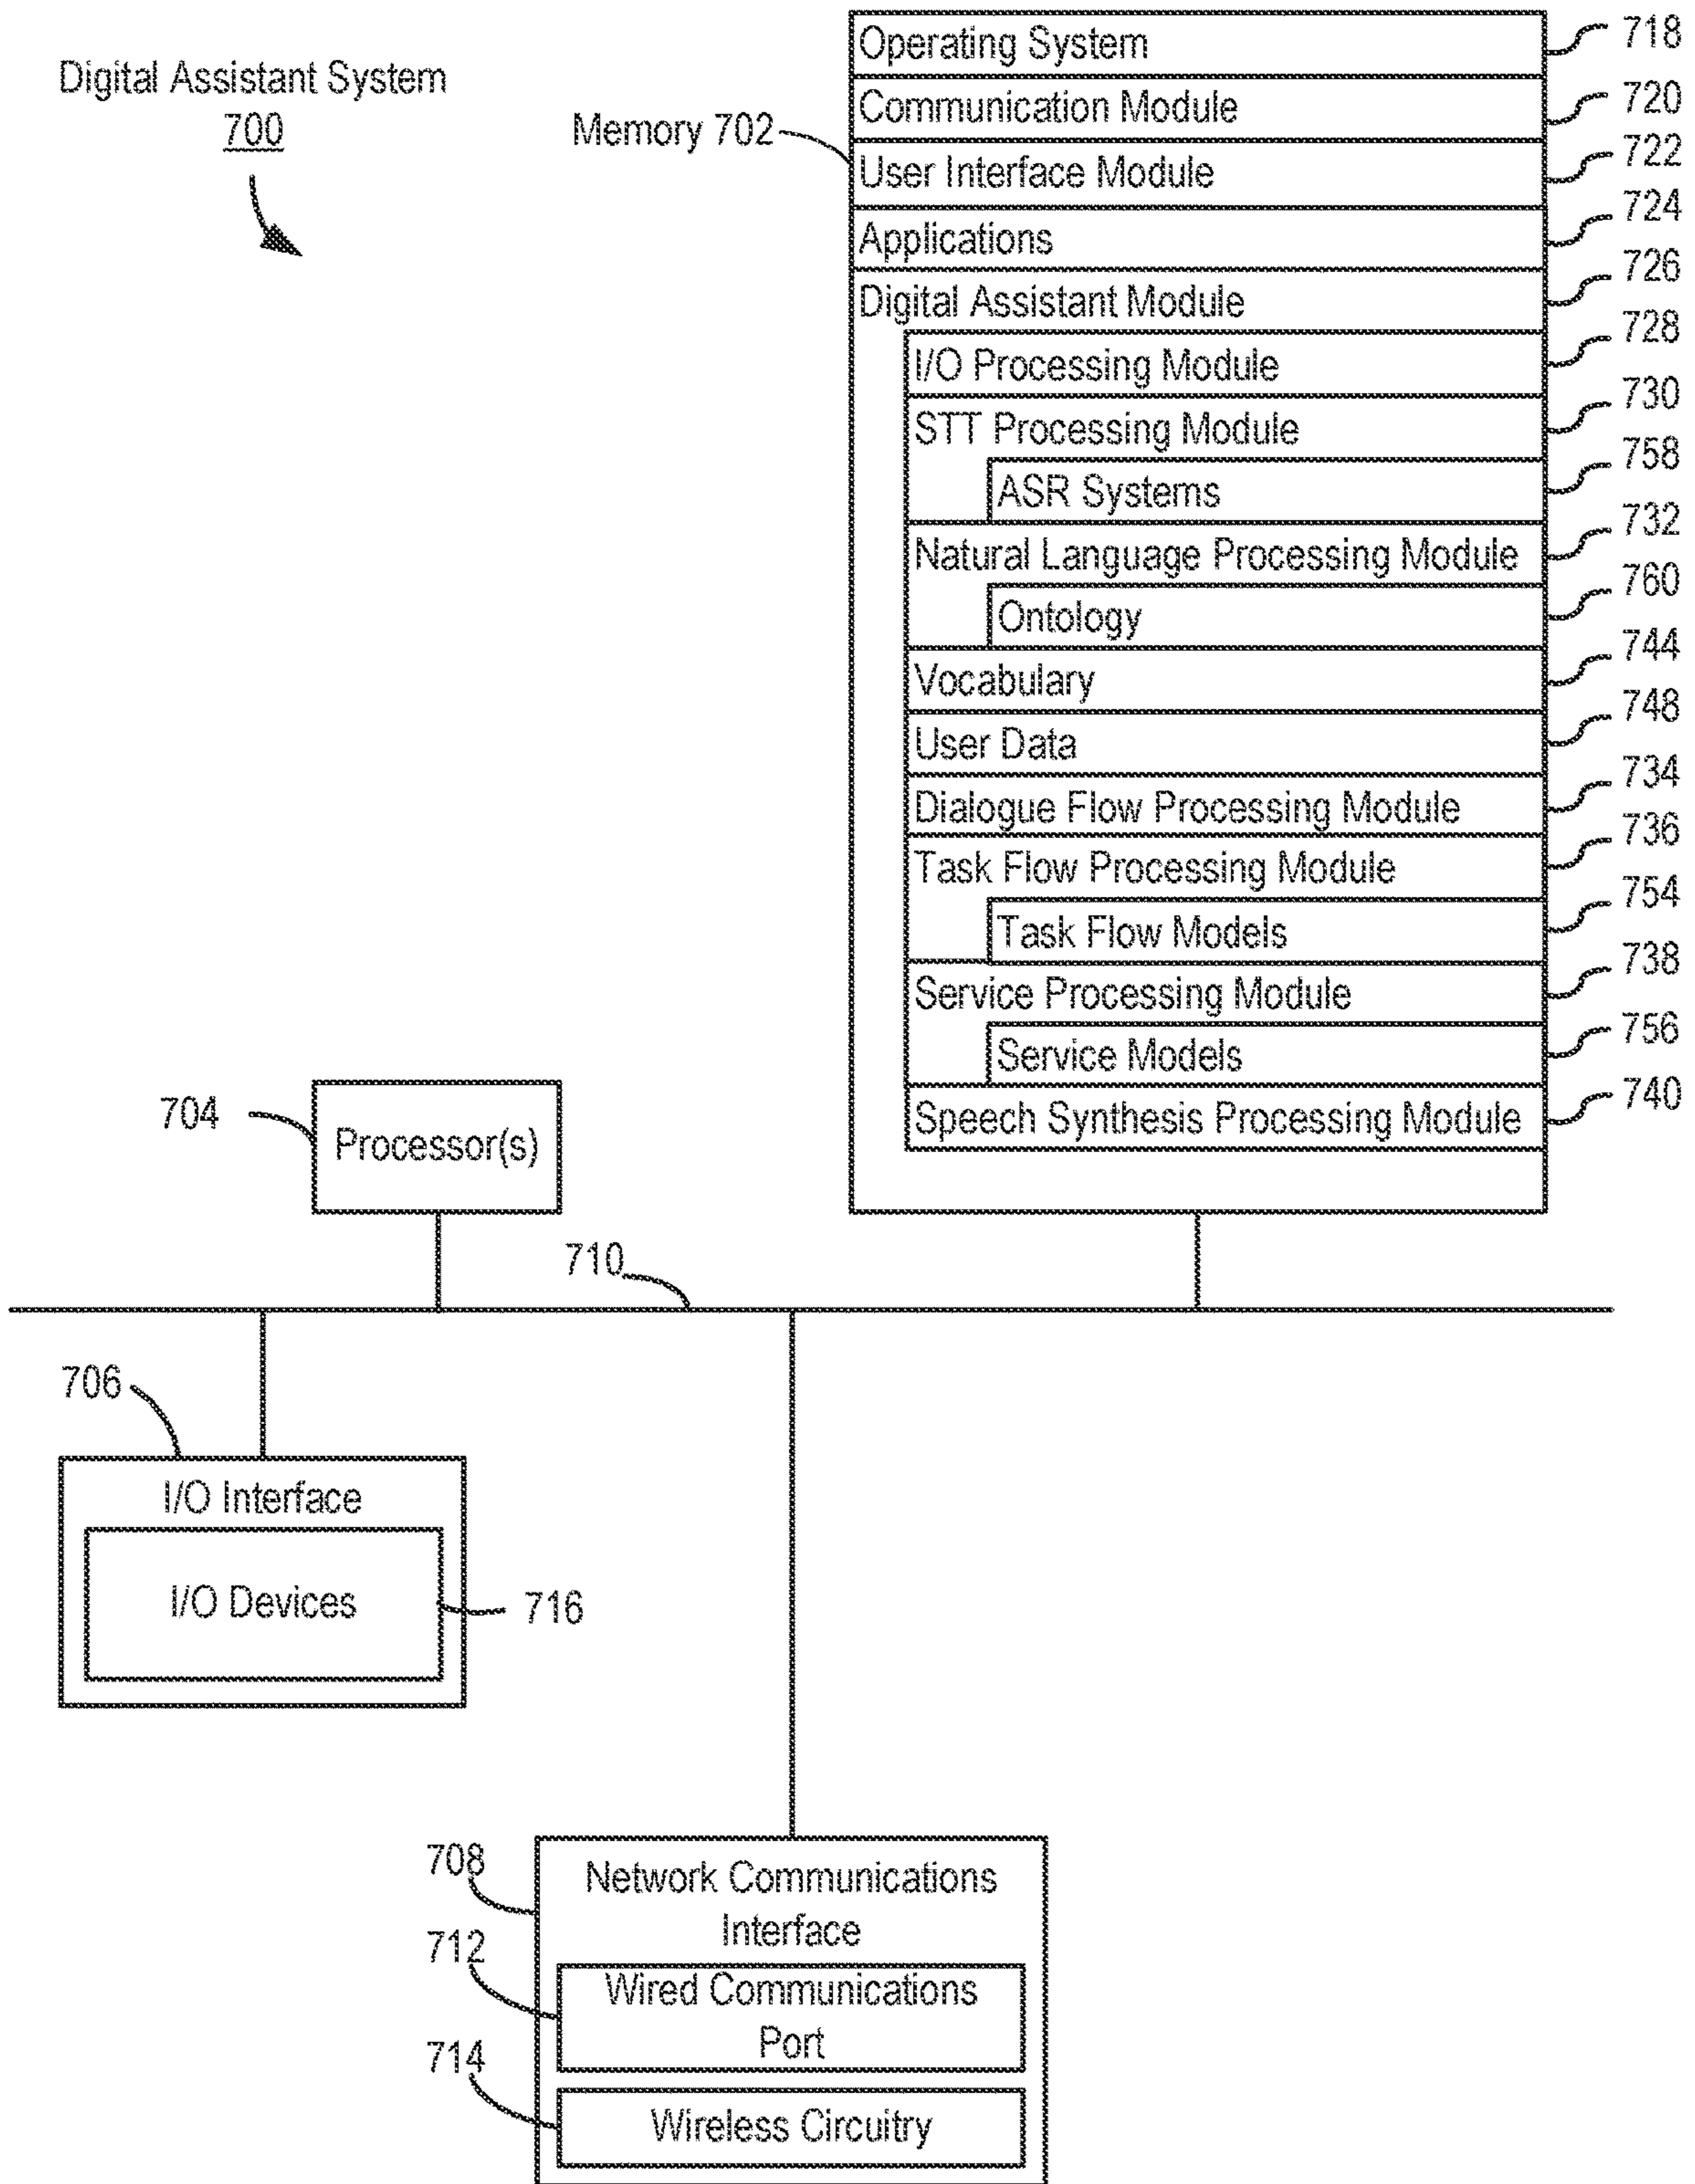 Digital Assistant System
700
Memory 702
Operating System 718
Communication Module 720
User Interface Module 722
Applications 724
Digital Assistant Module 726
I/O Processing Module 728
STT Processing Module 730
ASR Systems 758
Natural Language Processing Module 732
Ontology 760
Vocabulary 744
User Data 748
Dialogue Flow Processing Module 734
Task Flow Processing Module 736
Task Flow Models 754
Service Processing Module 738
Service Models 756
Speech Synthesis Processing Module 740
704
Processor(s)
710
706
I/O Interface
I/O Devices
716
708
Network Communications
Interface
712
Wired Communications
Port
714
Wireless Circuitry